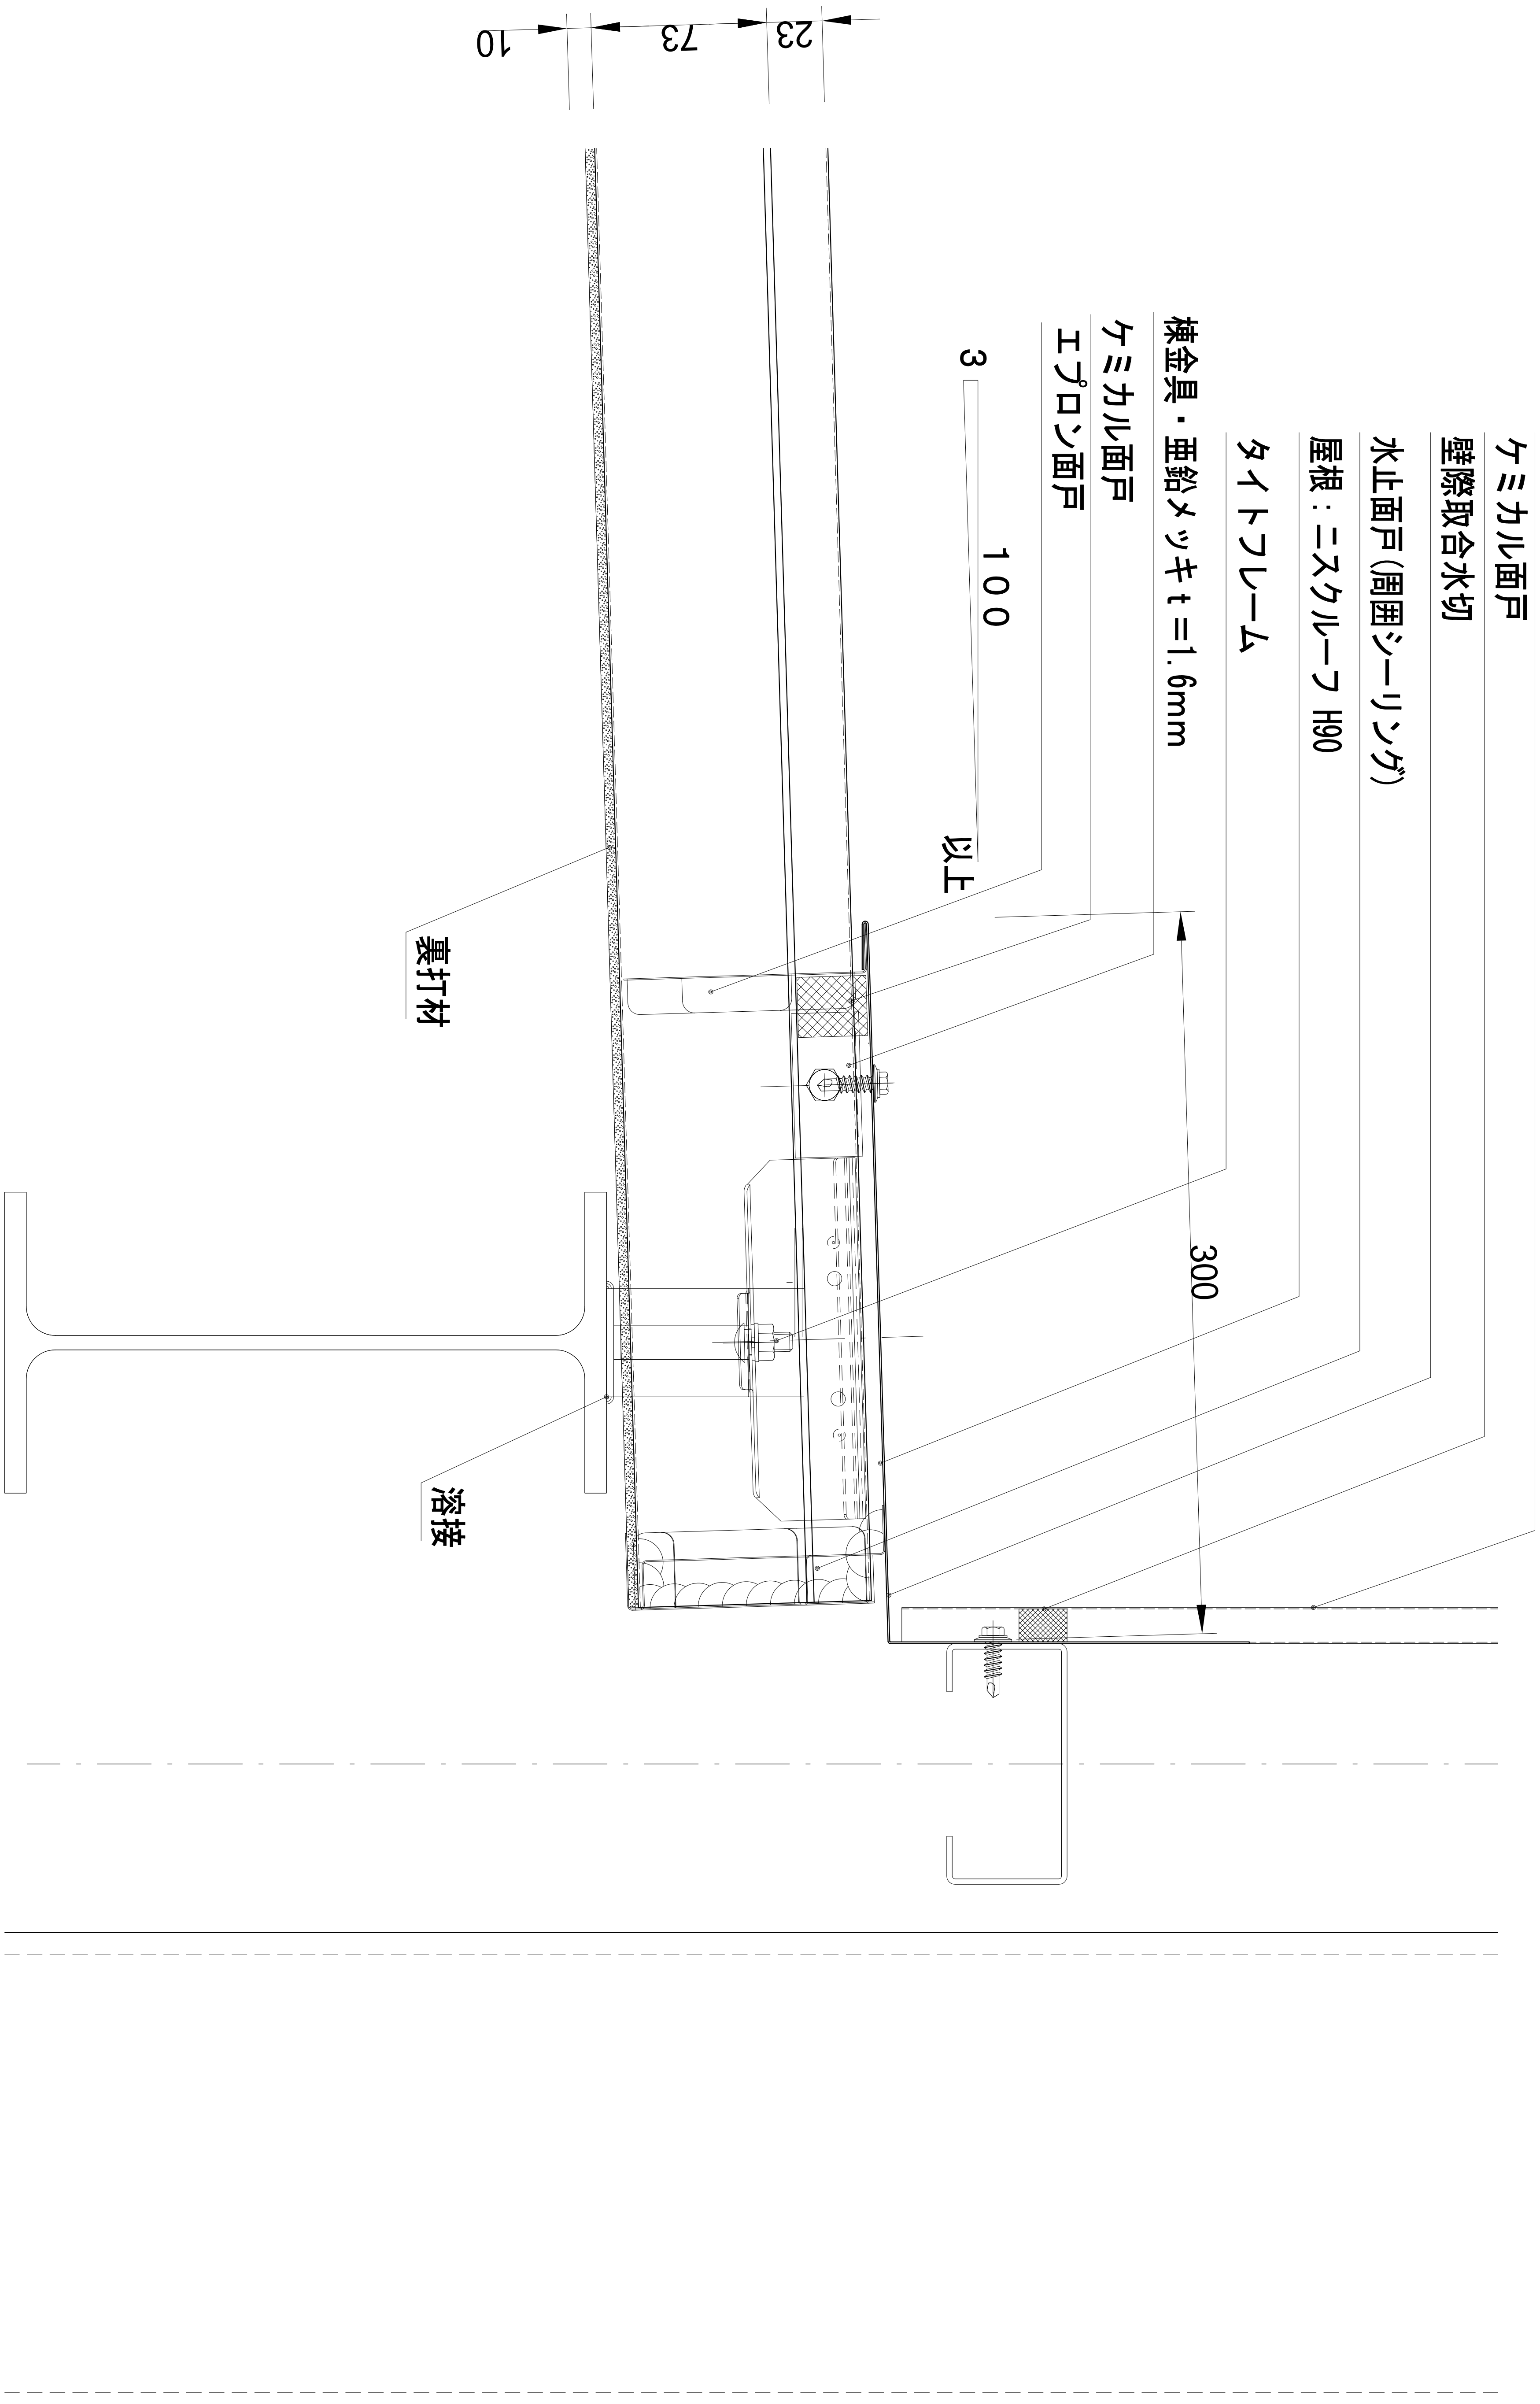 ケミカル面戸
壁際取合水切
水止面戸(周囲シーリング)
屋根:ニスクルーフ H90
タイトフレーム
棟金具・亜鉛メッキt=1.6mm
ケミカル面戸
エプロン面戸
3
100
以上
300
23
73
10
裏打材
溶接